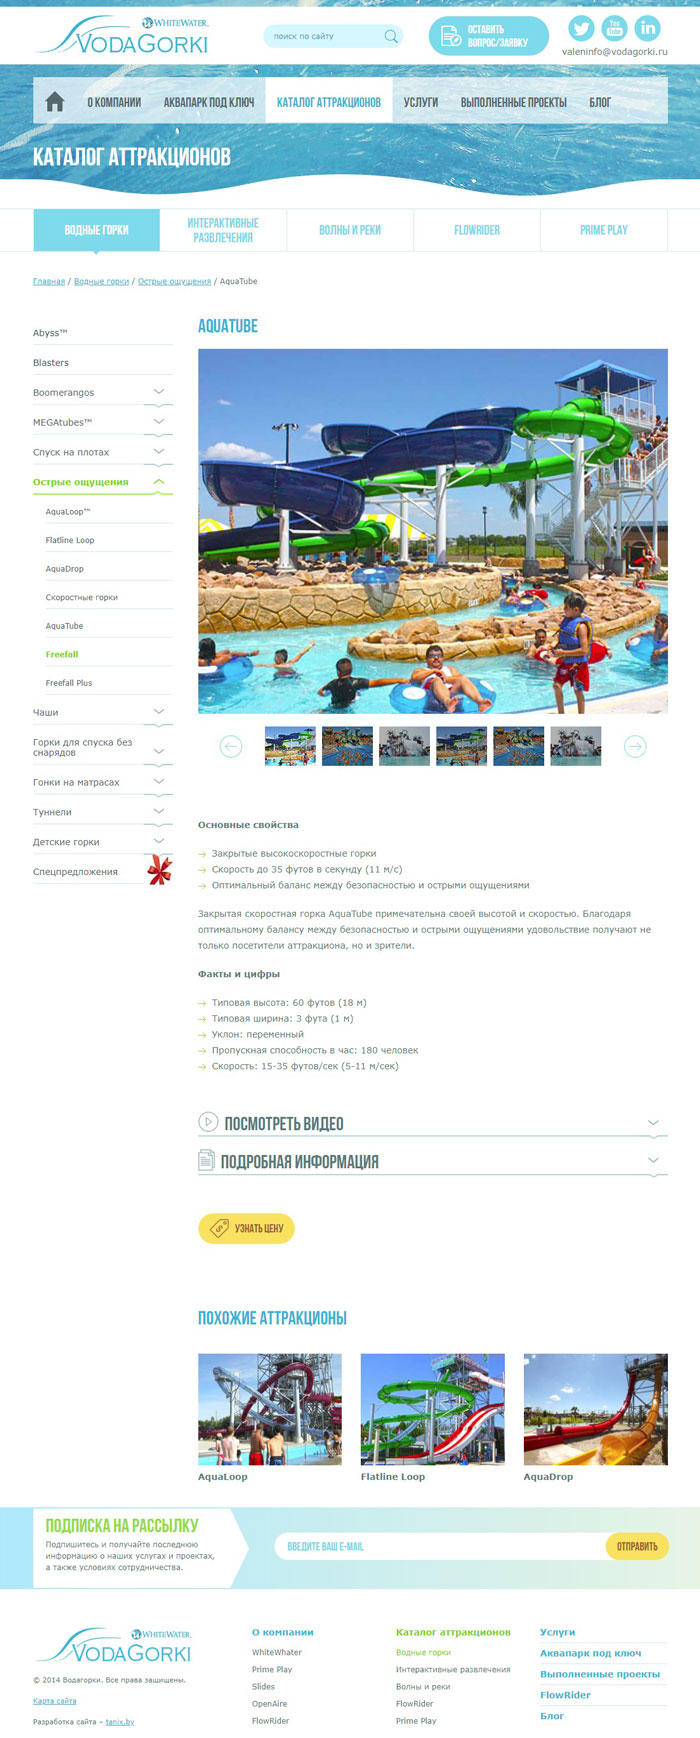 WHITEWATER
VODAGORKI
поиск по сайту
ОСТАВИТЬ
ВОПРОС/ЗАЯВКУ
You
Tube
in
valeninfo@vodagorki.ru
О КОМПАНИИ
АКВАПАРК ПОД КЛЮЧ
КАТАЛОГ АТТРАКЦИОНОВ
УСЛУГИ
ВЫПОЛНЕННЫЕ ПРОЕКТЫ
БЛОГ
КАТАЛОГ АТТРАКЦИОНОВ
ВОДНЫЕ ГОРКИ
ИНТЕРАКТИВНЫЕ
РАЗВЛЕЧЕНИЯ
ВОЛНЫ И РЕКИ
FLOWRIDER
PRIME PLAY
Главная / Водные горки / Острые ощущения / AquaTube
Abyss™
Blasters
Boomerangos
MEGAtubes™
Спуск на плотах
Острые ощущения
AquaLoop™
Flatline Loop
AquaDrop
Скоростные горки
AquaTube
Freefall
Freefall Plus
Чаши
Горки для спуска без
снарядов
Гонки на матрасах
Туннели
Детские горки
Спецпредложения
AQUATUBE
Основные свойства
Закрытые высокоскоростные горки
Скорость до 35 футов в секунду (11 м/с)
Оптимальный баланс между безопасностью и острыми ощущениями
Закрытая скоростная горка AquaTube примечательна своей высотой и скоростью. Благодаря
оптимальному балансу между безопасностью и острыми ощущениями удовольствие получают не
только посетители аттракциона, но и зрители.
Факты и цифры
Типовая высота: 60 футов (18 м)
Типовая ширина: 3 фута (1 м)
Уклон: переменный
Пропускная способность в час: 180 человек
Скорость: 15-35 футов/сек (5-11 м/сек)
ПОСМОТРЕТЬ ВИДЕО
ПОДРОБНАЯ ИНФОРМАЦИЯ
УЗНАТЬ ЦЕНУ
ПОХОЖИЕ АТТРАКЦИОНЫ
AquaLoop
Flatline Loop
AquaDrop
ПОДПИСКА НА РАССЫЛКУ
Подпишитесь и получайте последнюю
информацию о наших услугах и проектах,
а также условиях сотрудничества.
ВВЕДИТЕ ВАШ E-MAIL
ОТПРАВИТЬ
WHITEWATER
VODAGORKI
© 2014 Водагорки. Все права защищены.
Карта сайта
Разработка сайта – tanix.by
О компании
WhiteWhater
Prime Play
Slides
OpenAire
FlowRider
Каталог аттракционов
Водные горки
Интерактивные развлечения
Волны и реки
FlowRider
Prime Play
Услуги
Аквапарк под ключ
Выполненные проекты
FlowRider
Блог